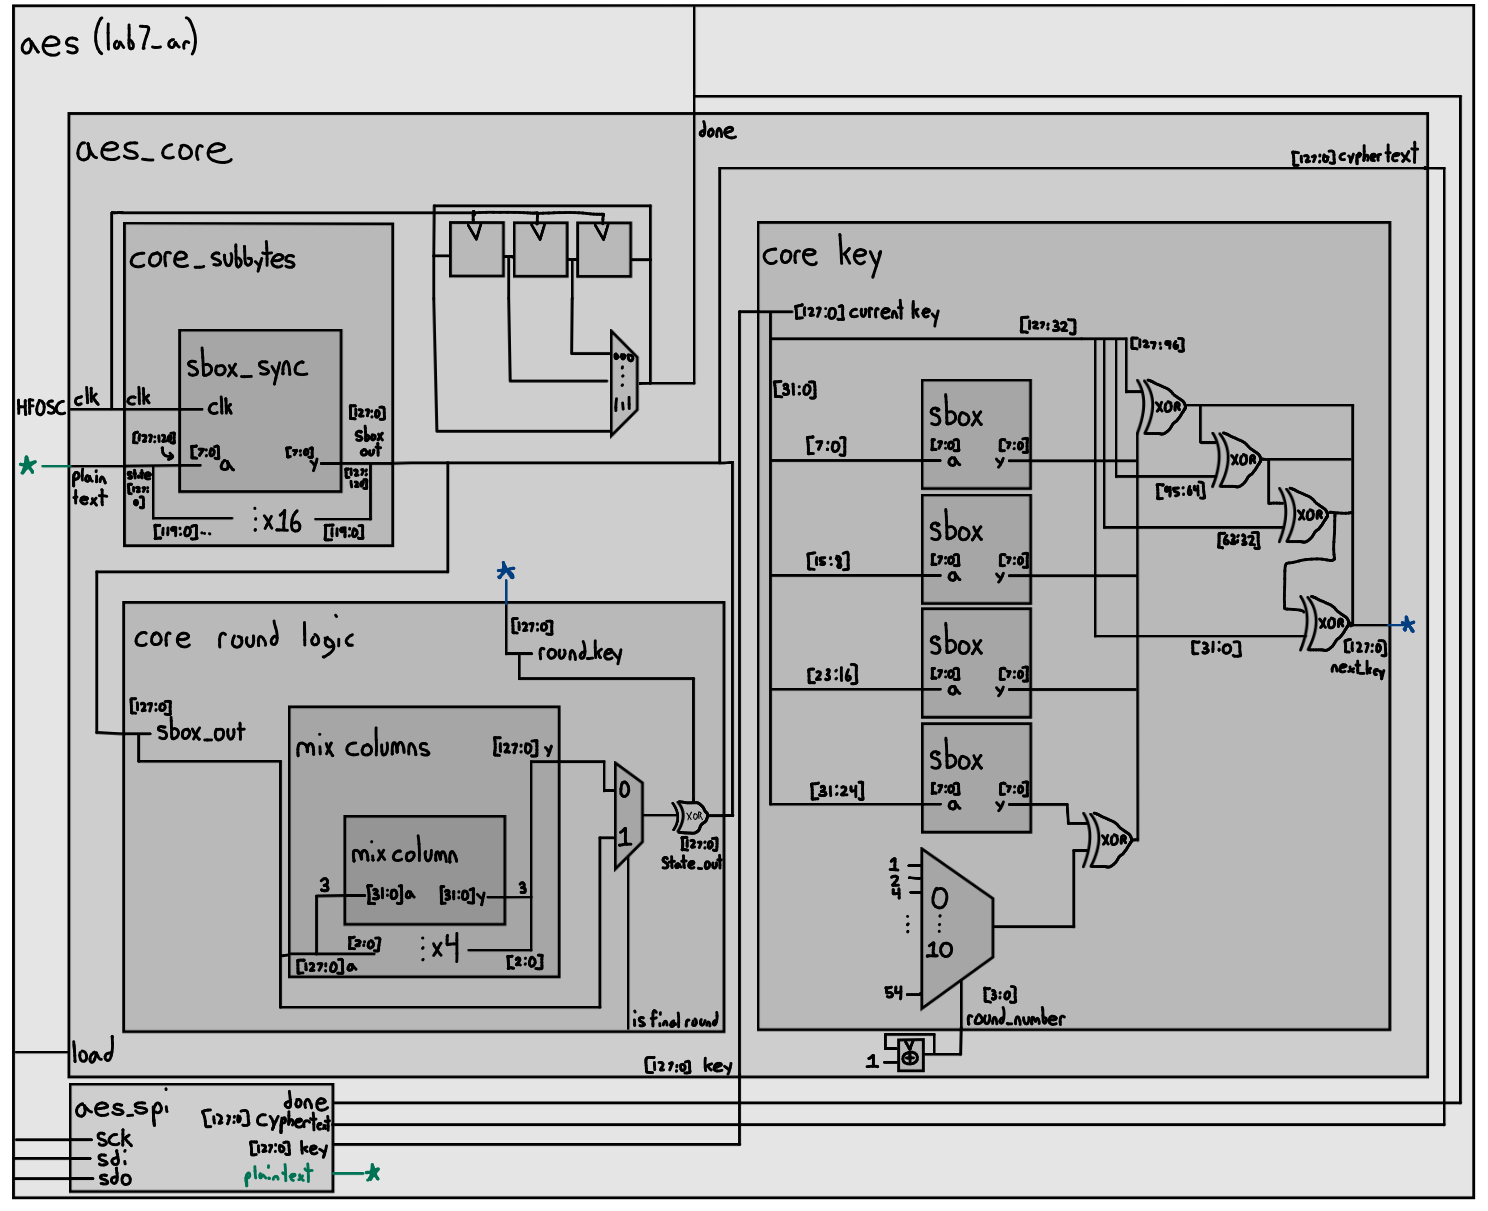 aes (lab7_ar)
done
[127:0] cyphertext
aes_core
core_subbytes
core key
[127:0] current key
[127:32]
[127:96]
sbox_sync
[31:0]
HFOSC
clk
clk
clk
[127:0]
sbox
out
[127:120]
[7:0]
a
[7:0]
y
[127:
120]
plain
text
state
[127:
0]
[119:0]...
:x16
[119:0]
000
111
sbox
[7:0]
[7:0]
[7:0]
a
y
XOR
XOR
[95:64]
XOR
[63:32]
sbox
[15:8]
[7:0]
[7:0]
a
y
sbox
[23:16]
[7:0]
[7:0]
a
y
XOR
[31:0]
[127:0]
next_key
sbox
[31:24]
[7:0]
[7:0]
a
y
XOR
1
2
4
0
10
54
[3:0]
round_number
1
core round logic
[127:0]
round_key
[127:0]
sbox_out
mix columns
[127:0] y
0
1
XOR
[127:0]
state_out
mix column
3
[31:0]a
[31:0]y
3
[2:0]
:x4
[2:0]
[127:0]a
is final round
load
[127:0] key
aes_spi
done
[127:0] cyphertext
sck
[127:0] key
sdi
plaintext
sdo